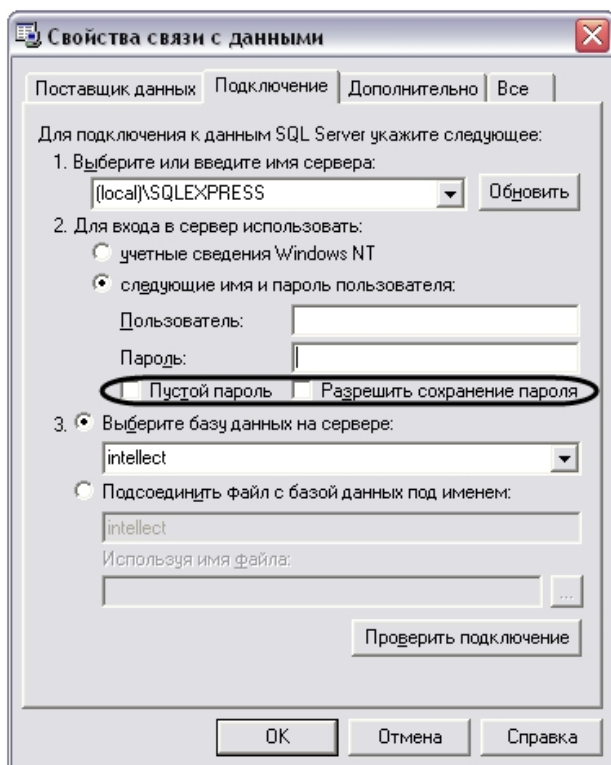 Свойства связи с данными
Поставщик данных Подключение Дополнительно Все
Для подключения к данным SQL Server укажите следующее:
1. Выберите или введите имя сервера:
(local)\SQLEXPRESS Обновить
2. Для входа в сервер использовать:
учетные сведения Windows NT
следующие имя и пароль пользователя:
Пользователь:
Пароль:
Пустой пароль Разрешить сохранение пароля
3. Выберите базу данных на сервере:
intellect
Подсоединить файл с базой данных под именем:
intellect
Используя имя файла:
...
Проверить подключение
OK Отмена Справка